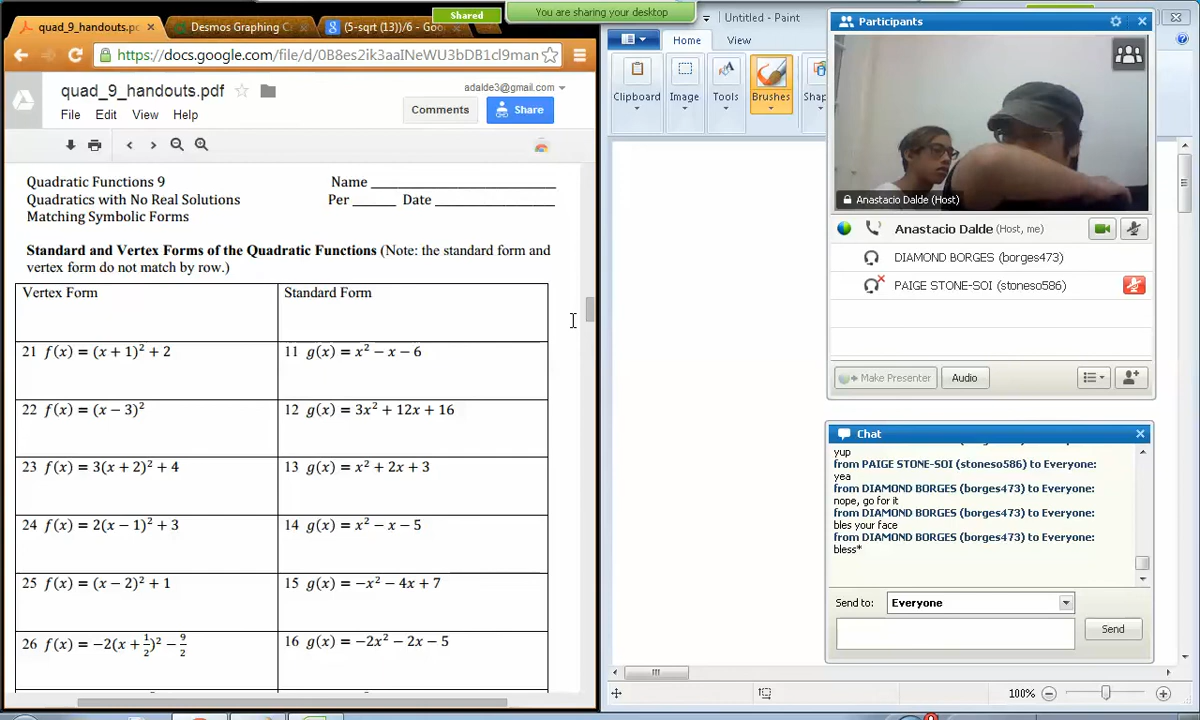 Shared
You are sharing your desktop
quad_9_handouts.pc
Desmos Graphing C
(5-sqrt (13))/6 - Goo
Untitled - Paint
Participants
https://docs.google.com/file/d/0B8es2ik3aaINeWU3bDB1cl9man
Home
View
quad_9_handouts.pdf
adalde3@gmail.com
Comments
Share
File Edit View Help
Clipboard
Image
Tools
Brushes
Shap
Quadratic Functions 9
Name
Quadratics with No Real Solutions
Per Date
Matching Symbolic Forms
Standard and Vertex Forms of the Quadratic Functions (Note: the standard form and
vertex form do not match by row.)
Vertex Form
Standard Form
21 f(x) = (x + 1)² + 2
11 g(x) = x² − x − 6
22 f(x) = (x − 3)²
12 g(x) = 3x² + 12x + 16
23 f(x) = 3(x + 2)² + 4
13 g(x) = x² + 2x + 3
24 f(x) = 2(x − 1)² + 3
14 g(x) = x² − x − 5
25 f(x) = (x − 2)² + 1
15 g(x) = −x² − 4x + 7
26 f(x) = −2(x + 1/2)² − 9/2
16 g(x) = −2x² − 2x − 5
Anastacio Dalde (Host)
Anastacio Dalde (Host, me)
DIAMOND BORGES (borges473)
PAIGE STONE-SOI (stoneso586)
Make Presenter
Audio
Chat
yup
from PAIGE STONE-SOI (stoneso586) to Everyone:
yea
from DIAMOND BORGES (borges473) to Everyone:
nope, go for it
from DIAMOND BORGES (borges473) to Everyone:
bles your face
from DIAMOND BORGES (borges473) to Everyone:
bless*
Send to:
Everyone
Send
100%